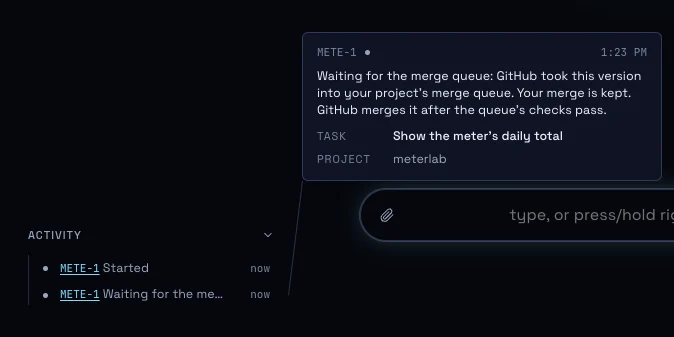 METE-1 1:23 PM
Waiting for the merge queue: GitHub took this version
into your project's merge queue. Your merge is kept.
GitHub merges it after the queue's checks pass.
TASK Show the meter's daily total
PROJECT meterlab
type, or press/hold rig
ACTIVITY
METE-1 Started now
METE-1 Waiting for the me... now